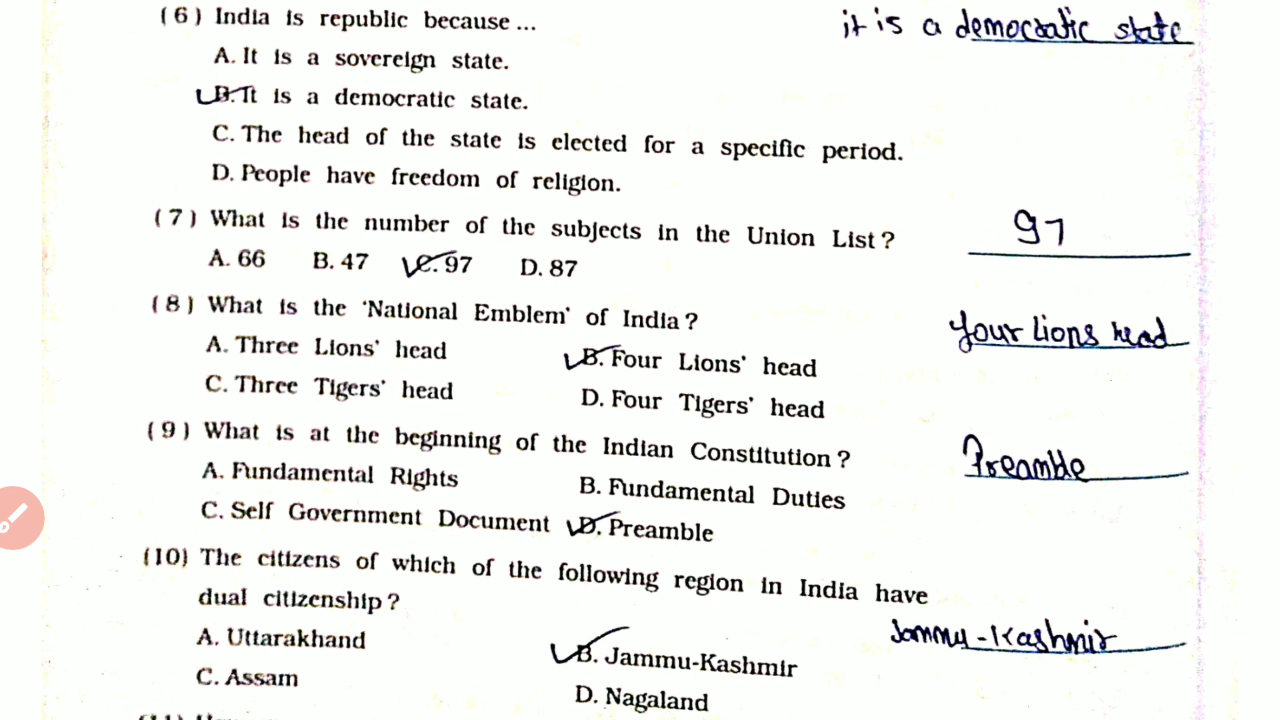 (6) India is republic because ... it is a democratic state
A. It is a sovereign state.
B. It is a democratic state.
C. The head of the state is elected for a specific period.
D. People have freedom of religion.
(7) What is the number of the subjects in the Union List? 97
A. 66 B. 47 C. 97 D. 87
(8) What is the 'National Emblem' of India? four Lions head
A. Three Lions' head B. Four Lions' head
C. Three Tigers' head D. Four Tigers' head
(9) What is at the beginning of the Indian Constitution? Preamble
A. Fundamental Rights B. Fundamental Duties
C. Self Government Document D. Preamble
(10) The citizens of which of the following region in India have
dual citizenship? Jammu-Kashmir
A. Uttarakhand B. Jammu-Kashmir
C. Assam D. Nagaland